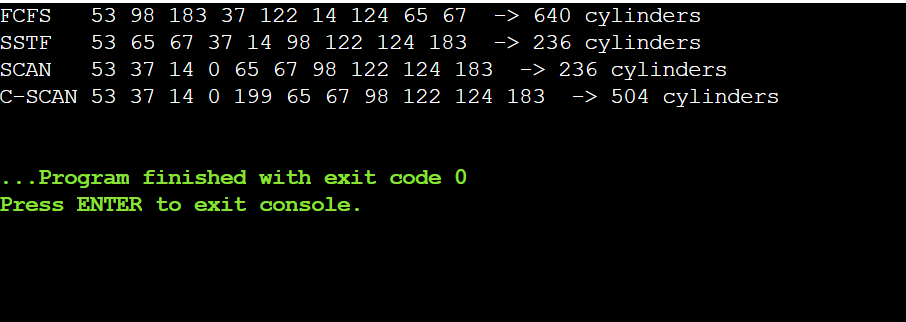 FCFS   53 98 183 37 122 14 124 65 67  -> 640 cylinders
SSTF   53 65 67 37 14 98 122 124 183  -> 236 cylinders
SCAN   53 37 14 0 65 67 98 122 124 183  -> 236 cylinders
C-SCAN 53 37 14 0 199 65 67 98 122 124 183  -> 504 cylinders
...Program finished with exit code 0
Press ENTER to exit console.